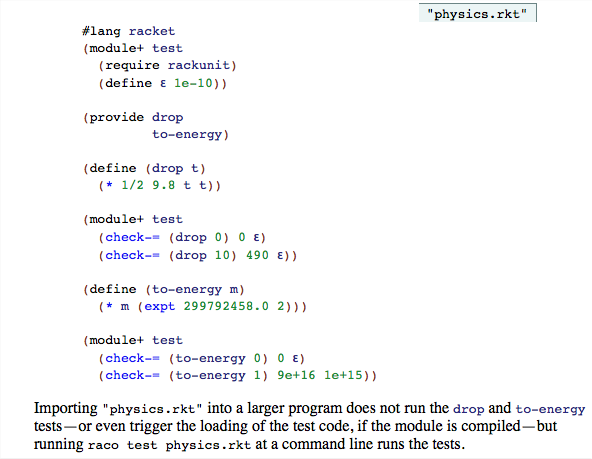 "physics.rkt"
#lang racket
(module+ test
  (require rackunit)
  (define ε 1e-10))
(provide drop
         to-energy)
(define (drop t)
  (* 1/2 9.8 t t))
(module+ test
  (check-= (drop 0) 0 ε)
  (check-= (drop 10) 490 ε))
(define (to-energy m)
  (* m (expt 299792458.0 2)))
(module+ test
  (check-= (to-energy 0) 0 ε)
  (check-= (to-energy 1) 9e+16 1e+15))
Importing "physics.rkt" into a larger program does not run the drop and to-energy
tests—or even trigger the loading of the test code, if the module is compiled—but
running raco test physics.rkt at a command line runs the tests.